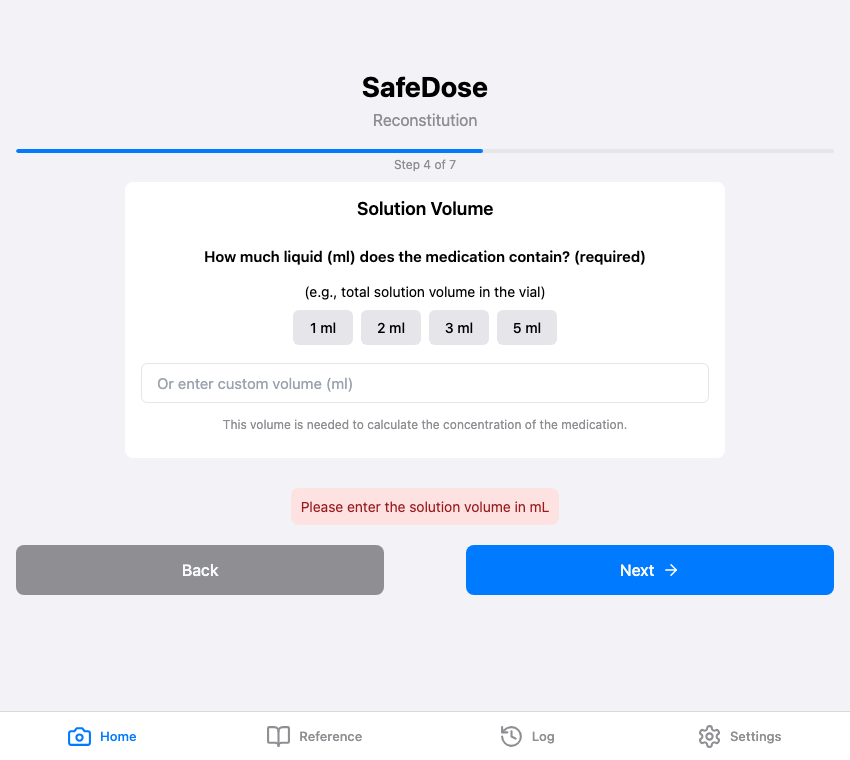 SafeDose
Reconstitution
Step 4 of 7
Solution Volume
How much liquid (ml) does the medication contain? (required)
(e.g., total solution volume in the vial)
1 ml 2 ml 3 ml 5 ml
Or enter custom volume (ml)
This volume is needed to calculate the concentration of the medication.
Please enter the solution volume in mL
Back Next →
Home Reference Log Settings